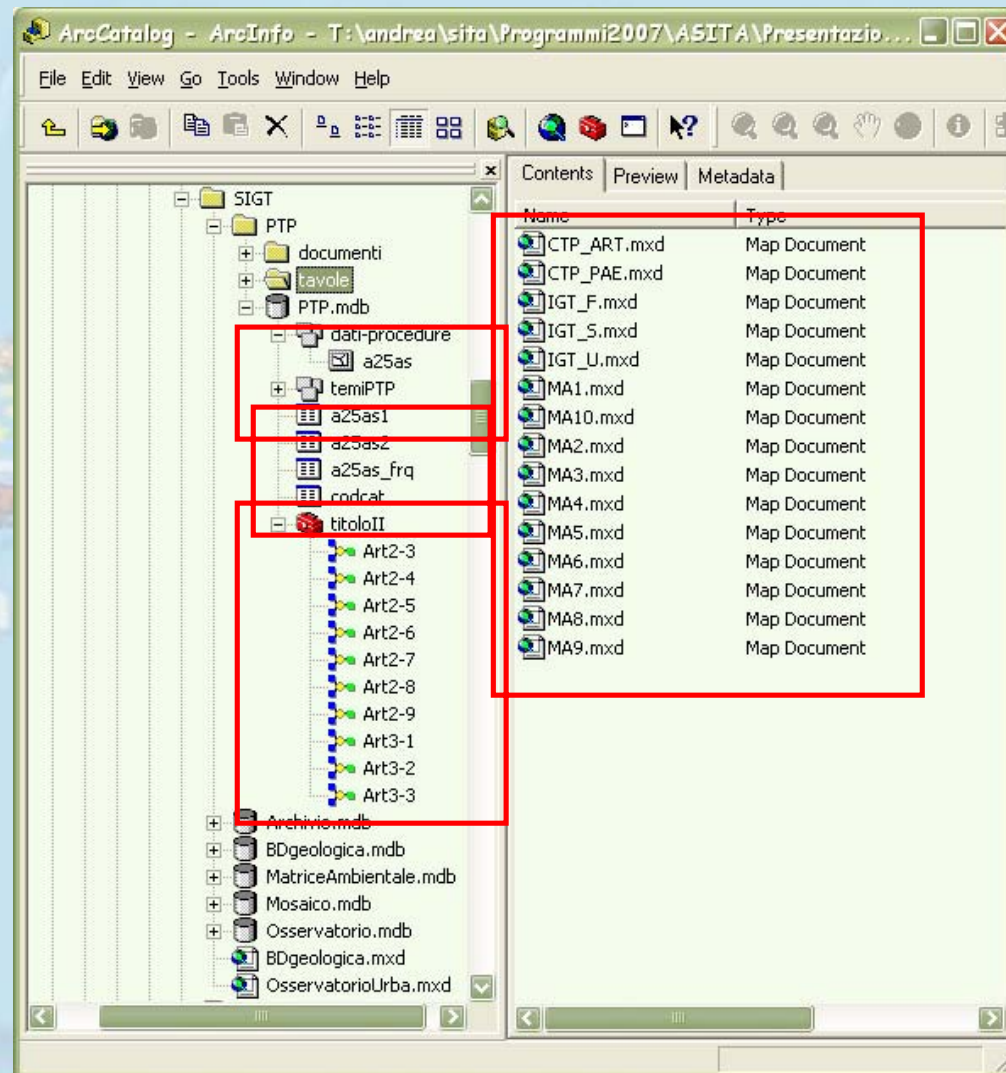 ArcCatalog - ArcInfo - T:\andrea\sita\Programmi2007\ASITA\Presentazio...
File Edit View Go Tools Window Help
Contents Preview Metadata
SIGT
PTP
documenti
tavole
PTP.mdb
dati-procedure
a25as
temiPTP
a25as1
a25as2
a25as_frq
codcat
titoloII
Art2-3
Art2-4
Art2-5
Art2-6
Art2-7
Art2-8
Art2-9
Art3-1
Art3-2
Art3-3
Archivio.mdb
BDgeologica.mdb
MatriceAmbientale.mdb
Mosaico.mdb
Osservatorio.mdb
BDgeologica.mxd
OsservatorioUrba.mxd
Name Type
CTP_ART.mxd Map Document
CTP_PAE.mxd Map Document
IGT_F.mxd Map Document
IGT_S.mxd Map Document
IGT_U.mxd Map Document
MA1.mxd Map Document
MA10.mxd Map Document
MA2.mxd Map Document
MA3.mxd Map Document
MA4.mxd Map Document
MA5.mxd Map Document
MA6.mxd Map Document
MA7.mxd Map Document
MA8.mxd Map Document
MA9.mxd Map Document